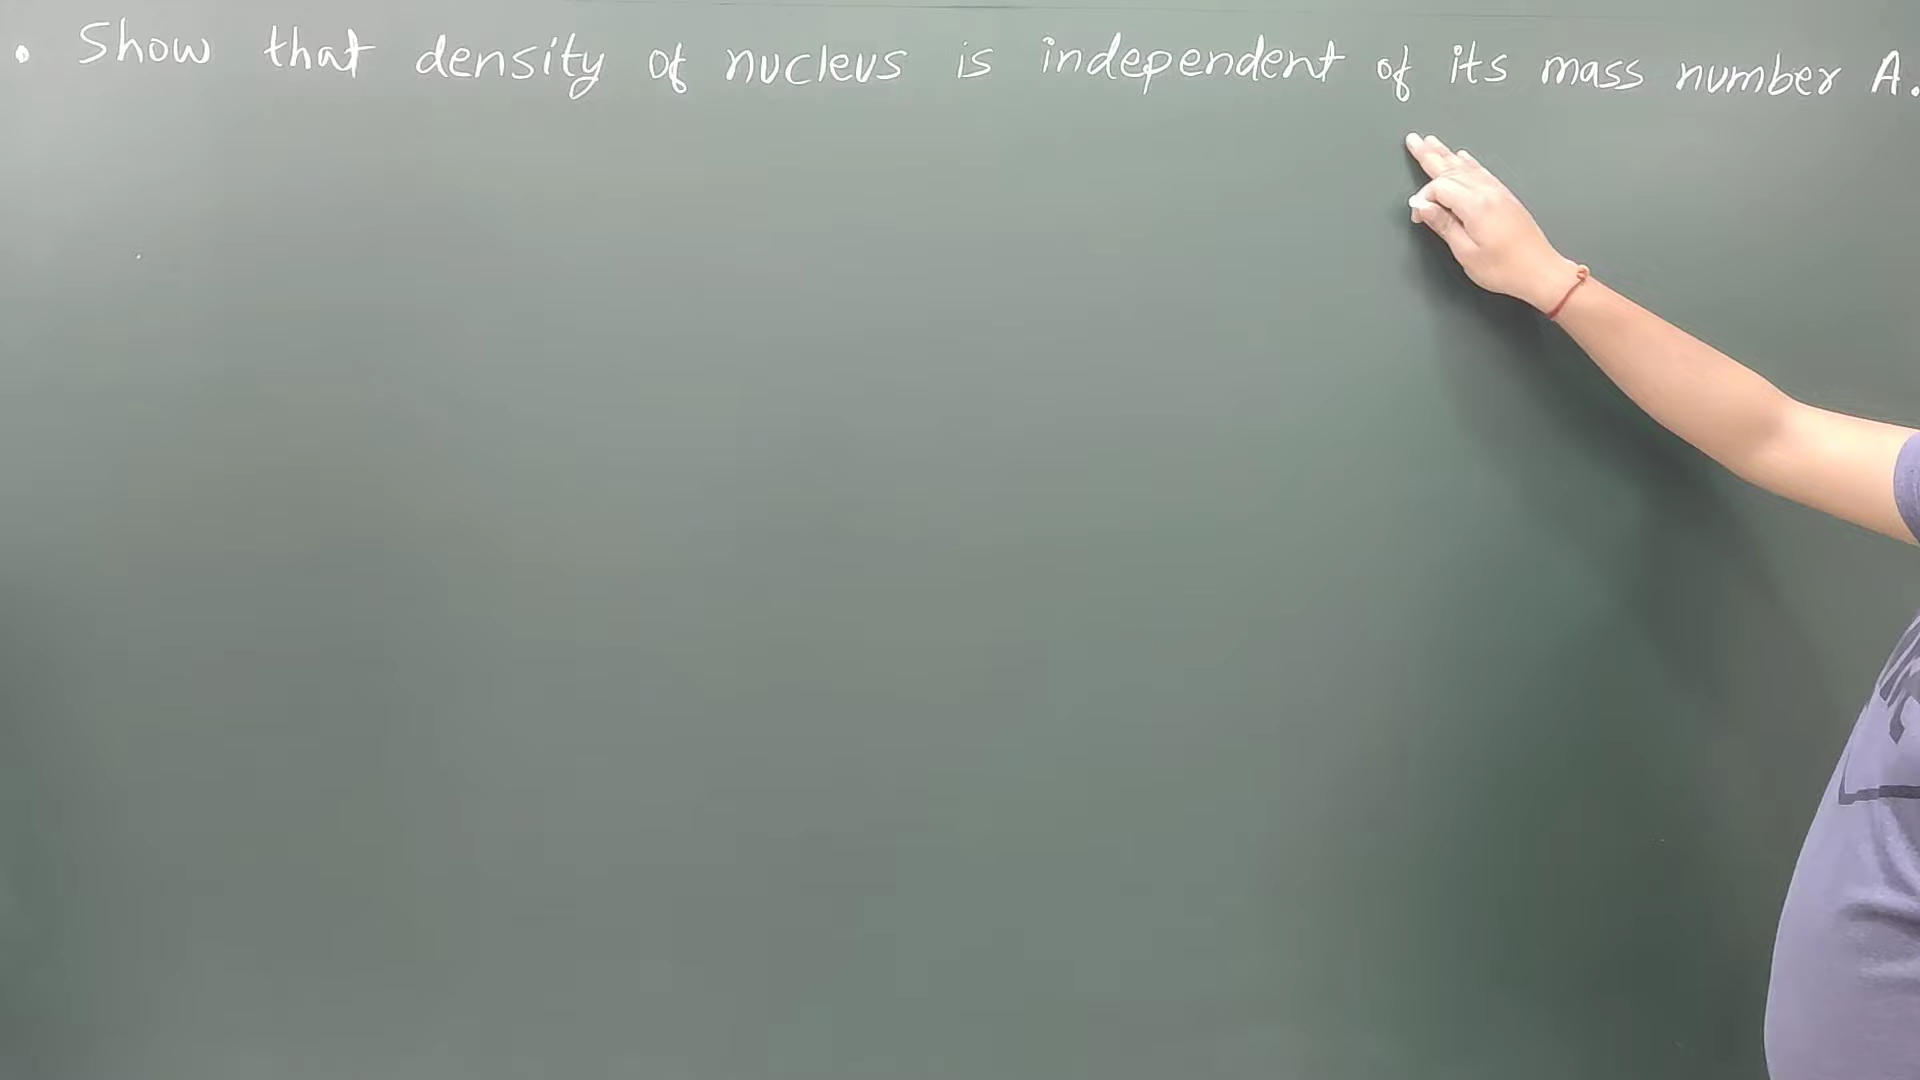 • Show that density of nucleus is independent of its mass number A.